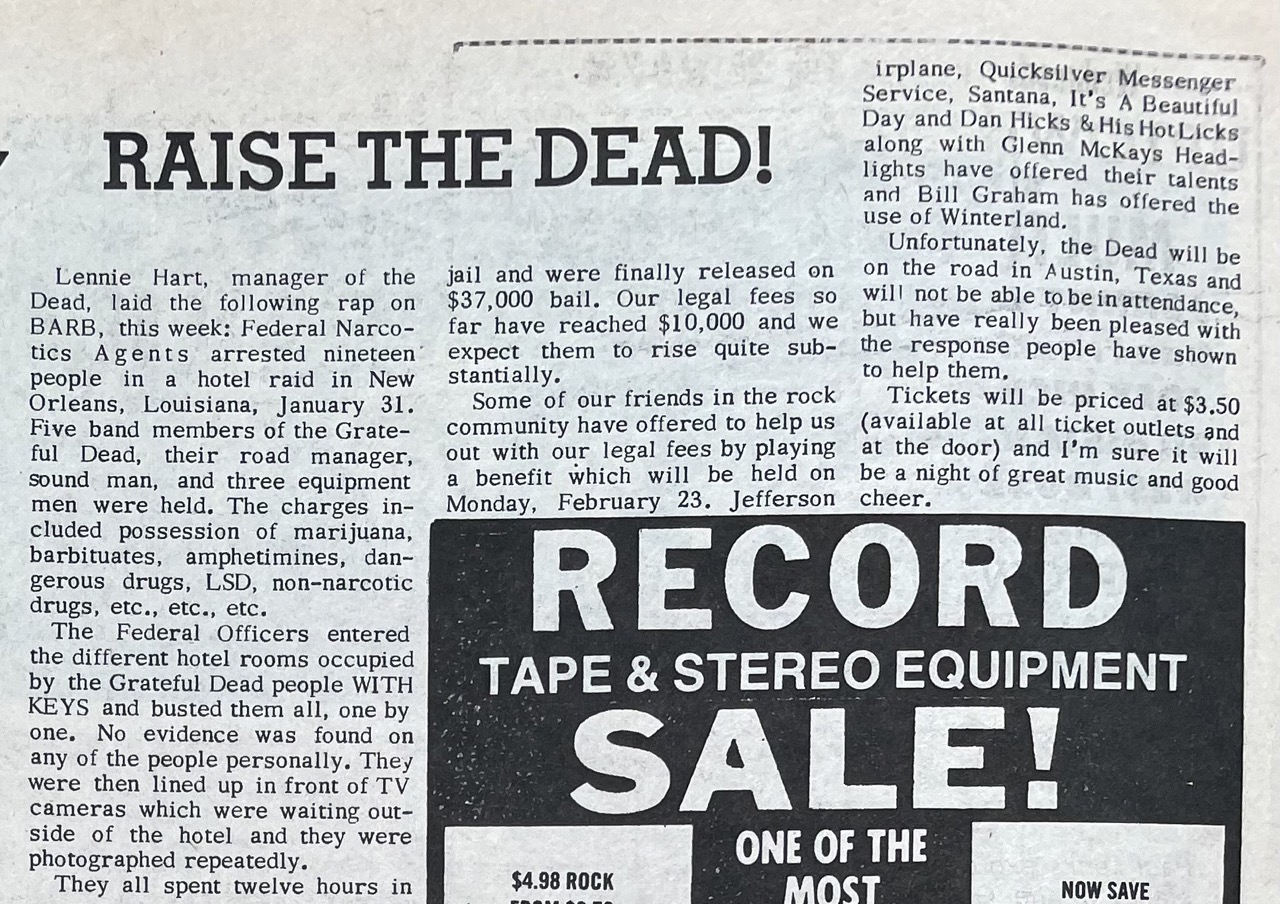 RAISE THE DEAD!
Lennie Hart, manager of the
Dead, laid the following rap on
BARB, this week: Federal Narco-
tics Agents arrested nineteen
people in a hotel raid in New
Orleans, Louisiana, January 31.
Five band members of the Grate-
ful Dead, their road manager,
sound man, and three equipment
men were held. The charges in-
cluded possession of marijuana,
barbituates, amphetimines, dan-
gerous drugs, LSD, non-narcotic
drugs, etc., etc., etc.
The Federal Officers entered
the different hotel rooms occupied
by the Grateful Dead people WITH
KEYS and busted them all, one by
one. No evidence was found on
any of the people personally. They
were then lined up in front of TV
cameras which were waiting out-
side of the hotel and they were
photographed repeatedly.
They all spent twelve hours in
jail and were finally released on
$37,000 bail. Our legal fees so
far have reached $10,000 and we
expect them to rise quite sub-
stantially.
Some of our friends in the rock
community have offered to help us
out with our legal fees by playing
a benefit which will be held on
Monday, February 23. Jefferson
irplane, Quicksilver Messenger
Service, Santana, It's A Beautiful
Day and Dan Hicks & His Hot Licks
along with Glenn McKays Head-
lights have offered their talents
and Bill Graham has offered the
use of Winterland.
Unfortunately, the Dead will be
on the road in Austin, Texas and
will not be able to be in attendance,
but have really been pleased with
the response people have shown
to help them.
Tickets will be priced at $3.50
(available at all ticket outlets and
at the door) and I'm sure it will
be a night of great music and good
cheer.
RECORD
TAPE & STEREO EQUIPMENT
SALE!
ONE OF THE
MOST
$4.98 ROCK
NOW SAVE